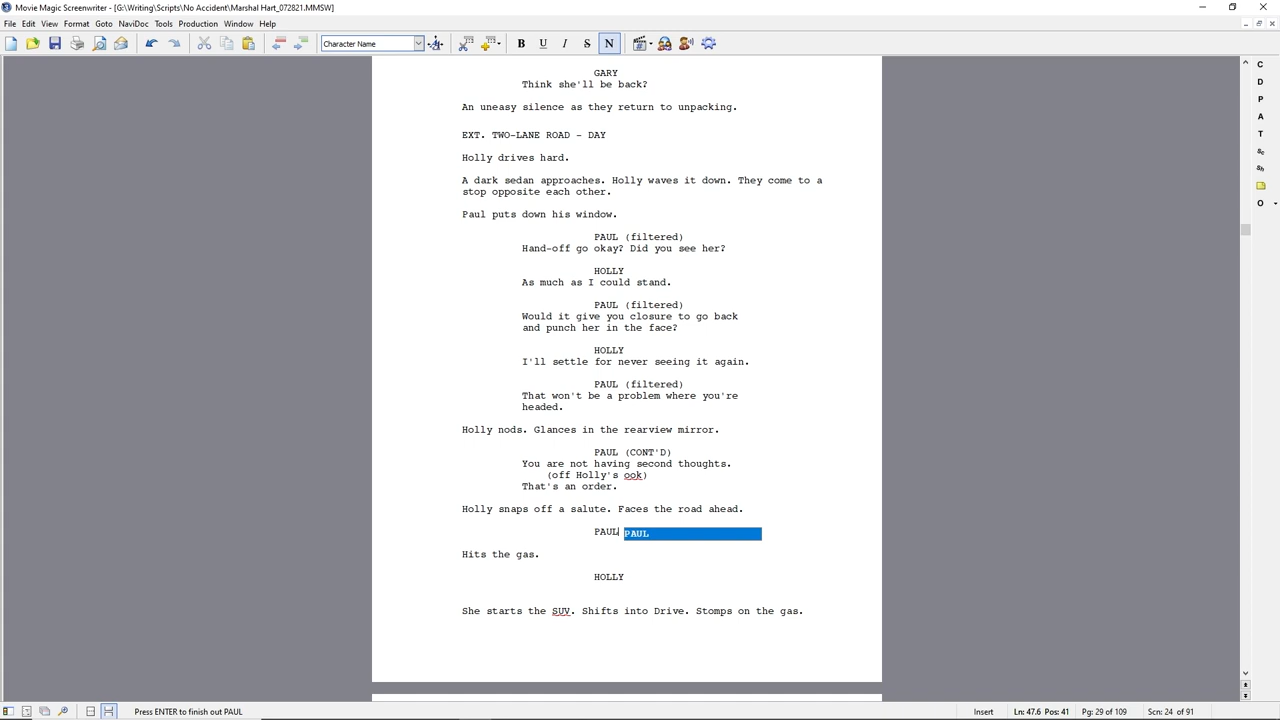 Movie Magic Screenwriter - [G:\Writing\Scripts\No Accident\Marshal Hart_072821.MMSW]
File Edit View Format Goto NaviDoc Tools Production Window Help
Character Name
B U I S N
GARY
Think she'll be back?
An uneasy silence as they return to unpacking.
EXT. TWO-LANE ROAD - DAY
Holly drives hard.
A dark sedan approaches. Holly waves it down. They come to a
stop opposite each other.
Paul puts down his window.
PAUL (filtered)
Hand-off go okay? Did you see her?
HOLLY
As much as I could stand.
PAUL (filtered)
Would it give you closure to go back
and punch her in the face?
HOLLY
I'll settle for never seeing it again.
PAUL (filtered)
That won't be a problem where you're
headed.
Holly nods. Glances in the rearview mirror.
PAUL (CONT'D)
You are not having second thoughts.
(off Holly's ook)
That's an order.
Holly snaps off a salute. Faces the road ahead.
PAUL PAUL
Hits the gas.
HOLLY
She starts the SUV. Shifts into Drive. Stomps on the gas.
C
D
P
A
T
Sc
Sh
O
Press ENTER to finish out PAUL Insert Ln: 47.6 Pos: 41 Pg: 29 of 109 Scn: 24 of 91